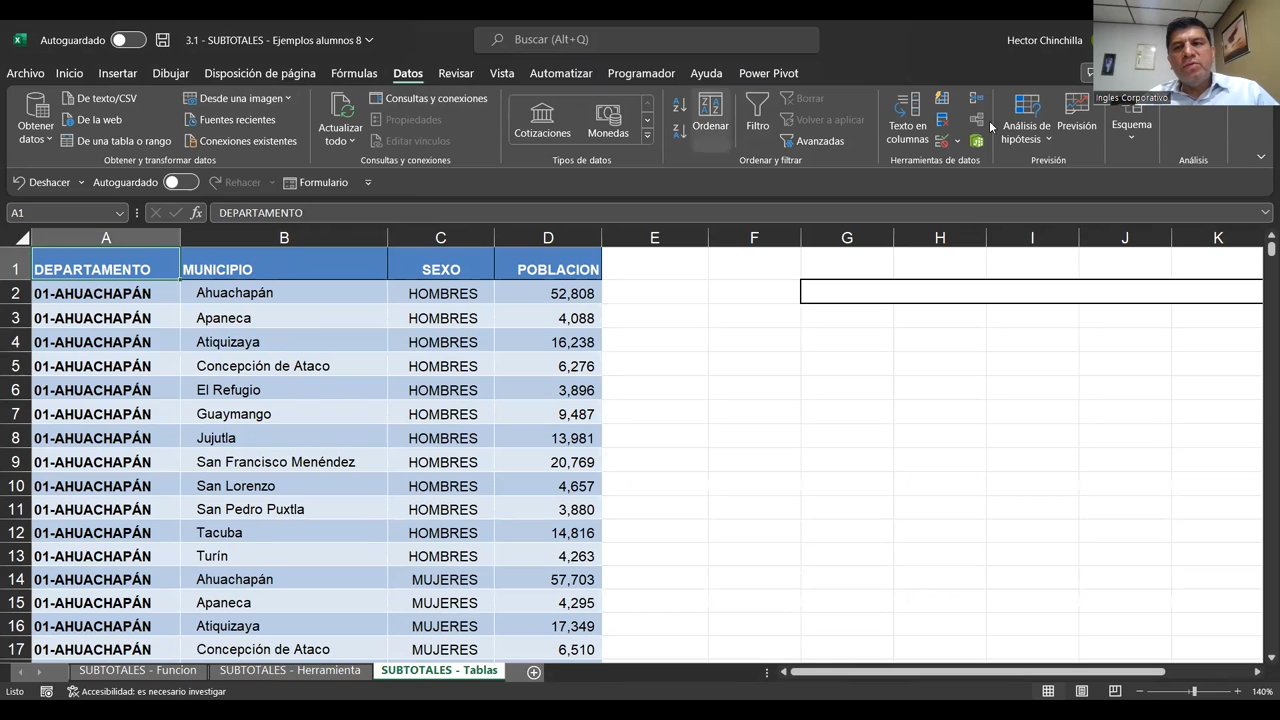 Autoguardado
3.1 - SUBTOTALES - Ejemplos alumnos 8
Buscar (Alt+Q)
Hector Chinchilla
Ingles Corporativo
Archivo Inicio Insertar Dibujar Disposición de página Fórmulas Datos Revisar Vista Automatizar Programador Ayuda Power Pivot
Obtener datos
De texto/CSV
De la web
De una tabla o rango
Desde una imagen
Fuentes recientes
Conexiones existentes
Obtener y transformar datos
Actualizar todo
Consultas y conexiones
Propiedades
Editar vínculos
Consultas y conexiones
Cotizaciones
Monedas
Tipos de datos
Ordenar
Filtro
Borrar
Volver a aplicar
Avanzadas
Ordenar y filtrar
Texto en columnas
Herramientas de datos
Análisis de hipótesis
Previsión
Previsión
Esquema
Análisis
Deshacer Autoguardado Rehacer Formulario
A1 fx DEPARTAMENTO
A B C D E F G H I J K
1 DEPARTAMENTO MUNICIPIO SEXO POBLACION
2 01-AHUACHAPÁN Ahuachapán HOMBRES 52,808
3 01-AHUACHAPÁN Apaneca HOMBRES 4,088
4 01-AHUACHAPÁN Atiquizaya HOMBRES 16,238
5 01-AHUACHAPÁN Concepción de Ataco HOMBRES 6,276
6 01-AHUACHAPÁN El Refugio HOMBRES 3,896
7 01-AHUACHAPÁN Guaymango HOMBRES 9,487
8 01-AHUACHAPÁN Jujutla HOMBRES 13,981
9 01-AHUACHAPÁN San Francisco Menéndez HOMBRES 20,769
10 01-AHUACHAPÁN San Lorenzo HOMBRES 4,657
11 01-AHUACHAPÁN San Pedro Puxtla HOMBRES 3,880
12 01-AHUACHAPÁN Tacuba HOMBRES 14,816
13 01-AHUACHAPÁN Turín HOMBRES 4,263
14 01-AHUACHAPÁN Ahuachapán MUJERES 57,703
15 01-AHUACHAPÁN Apaneca MUJERES 4,295
16 01-AHUACHAPÁN Atiquizaya MUJERES 17,349
17 01-AHUACHAPÁN Concepción de Ataco MUJERES 6,510
SUBTOTALES - Funcion SUBTOTALES - Herramienta SUBTOTALES - Tablas
Listo Accesibilidad: es necesario investigar 140%